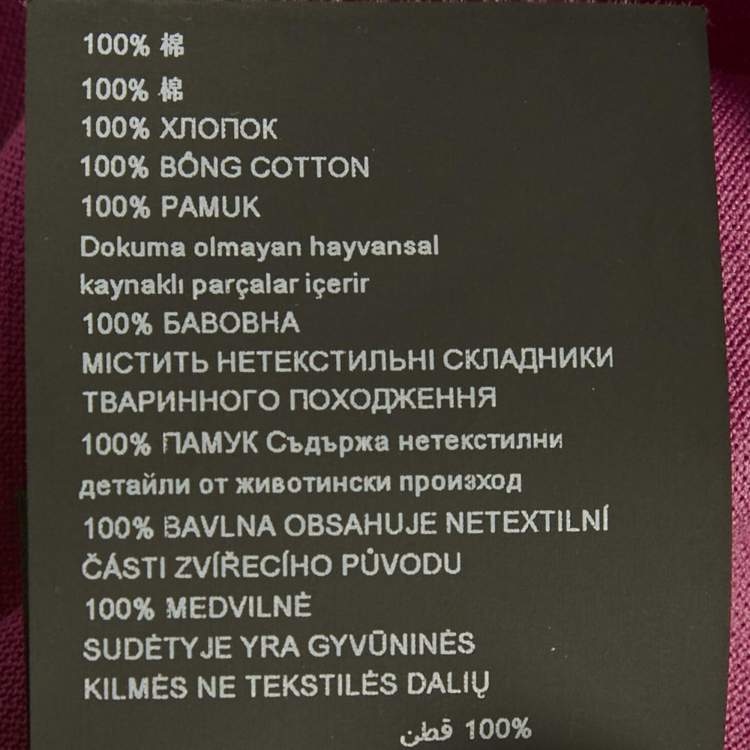 100% 棉
100% 棉
100% ХЛОПОК
100% BÔNG COTTON
100% PAMUK
Dokuma olmayan hayvansal
kaynaklı parçalar içerir
100% БАВОВНА
МІСТИТЬ НЕТЕКСТИЛЬНІ СКЛАДНИКИ
ТВАРИННОГО ПОХОДЖЕННЯ
100% ПАМУК Съдържа нетекстилни
детайли от животински произход
100% BAVLNA OBSAHUJE NETEXTILNÍ
ČÁSTI ZVÍŘECÍHO PŮVODU
100% MEDVILNĖ
SUDĖTYJE YRA GYVŪNINĖS
KILMĖS NE TEKSTILĖS DALIŲ
100% قطن